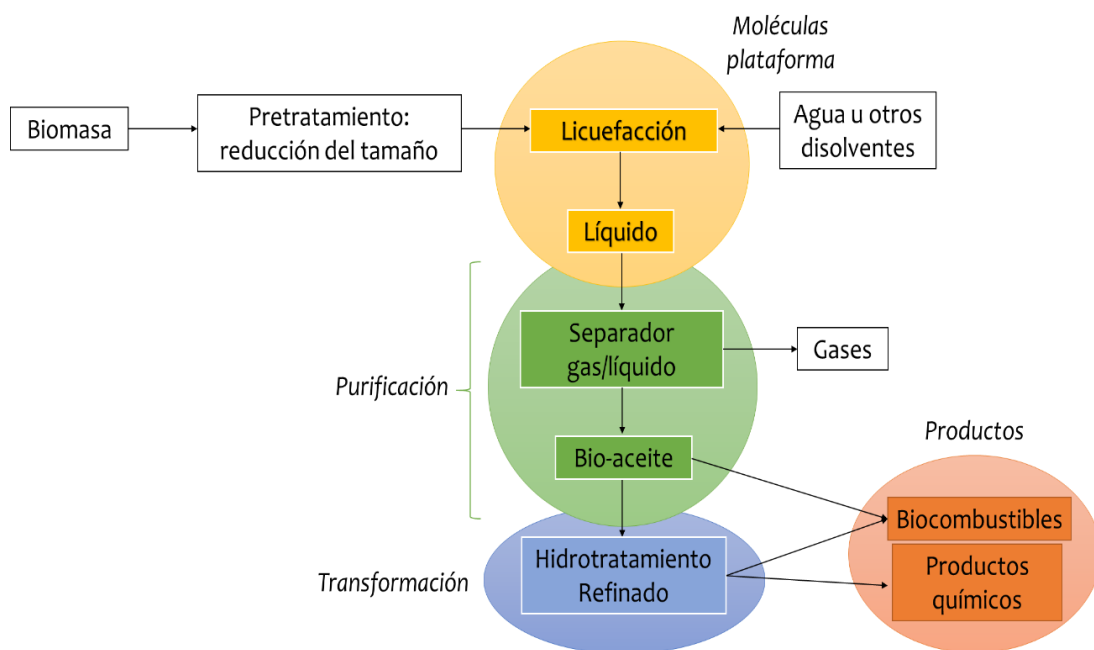 Moléculas
plataforma
Biomasa
Pretratamiento:
reducción del tamaño
Licuefacción
Agua u otros
disolventes
Líquido
Separador
gas/líquido
Gases
Purificación
Bio-aceite
Productos
Biocombustibles
Hidrotratamiento
Refinado
Transformación
Productos
químicos